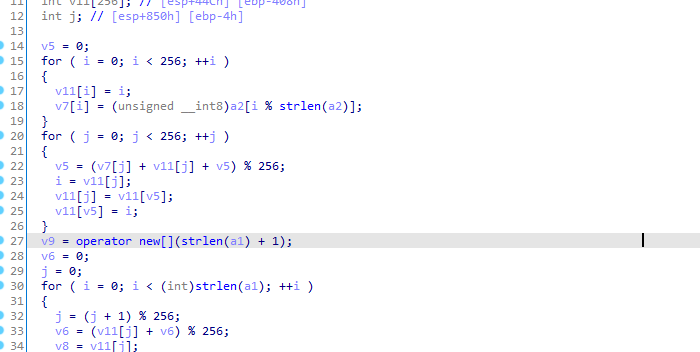 11 int v11[256]; // [esp+44Ch] [ebp-408h]
12 int j; // [esp+850h] [ebp-4h]
13
14 v5 = 0;
15 for ( i = 0; i < 256; ++i )
16 {
17 v11[i] = i;
18 v7[i] = (unsigned __int8)a2[i % strlen(a2)];
19 }
20 for ( j = 0; j < 256; ++j )
21 {
22 v5 = (v7[j] + v11[j] + v5) % 256;
23 i = v11[j];
24 v11[j] = v11[v5];
25 v11[v5] = i;
26 }
27 v9 = operator new[](strlen(a1) + 1);
28 v6 = 0;
29 j = 0;
30 for ( i = 0; i < (int)strlen(a1); ++i )
31 {
32 j = (j + 1) % 256;
33 v6 = (v11[j] + v6) % 256;
34 v8 = v11[j];